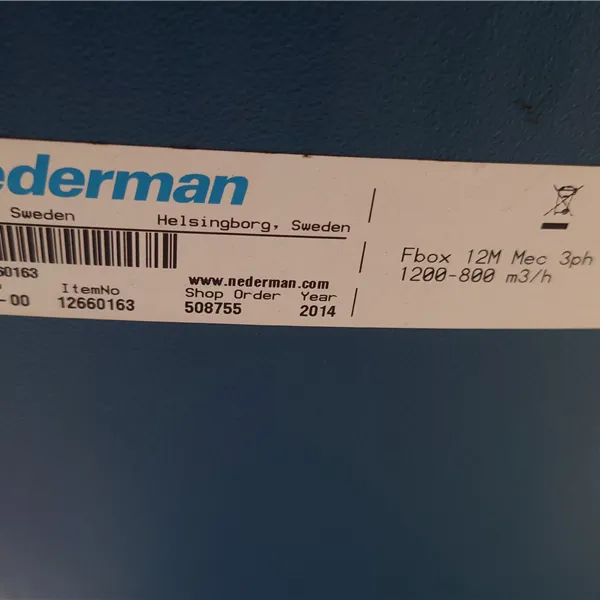 ederman
Sweden
Helsingborg, Sweden
60163
www.nederman.com
ItemNo
Shop Order
Year
-00
12660163
508755
2014
Fbox 12M Mec 3ph
1200-800 m3/h